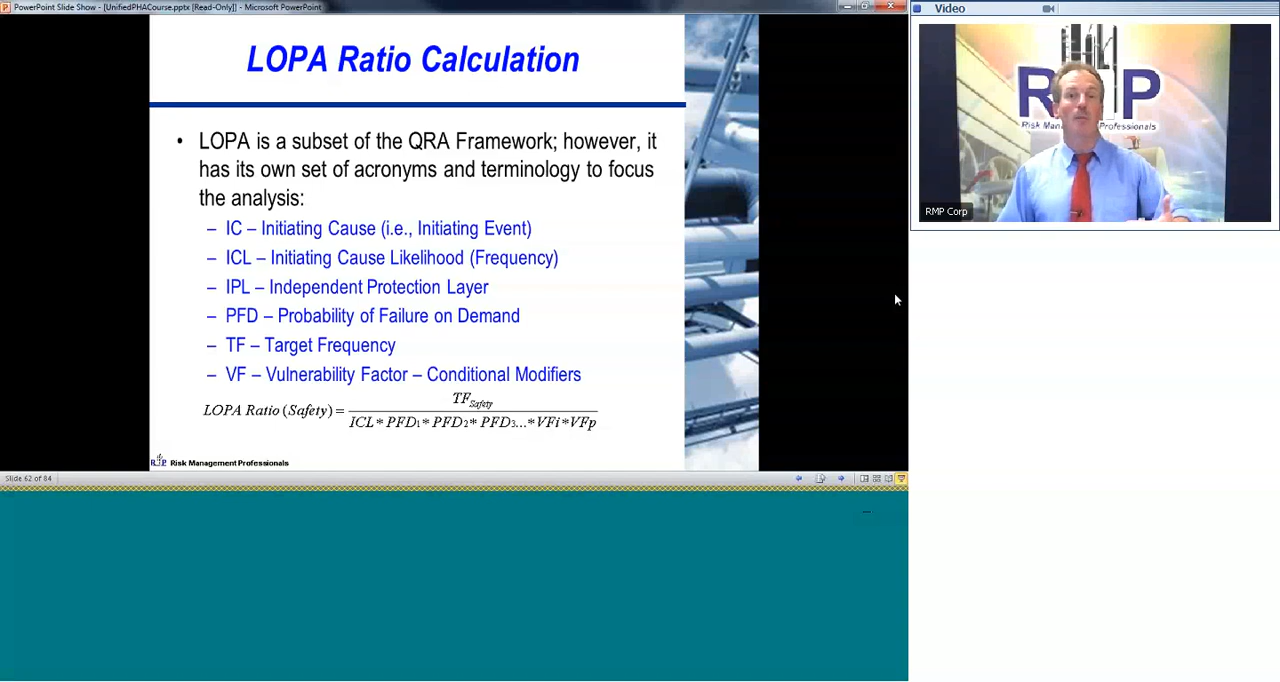 PowerPoint Slide Show - [UnifiedPHACourse.pptx [Read-Only]] - Microsoft PowerPoint
Video
LOPA Ratio Calculation
• LOPA is a subset of the QRA Framework; however, it
has its own set of acronyms and terminology to focus
the analysis:
– IC – Initiating Cause (i.e., Initiating Event)
– ICL – Initiating Cause Likelihood (Frequency)
– IPL – Independent Protection Layer
– PFD – Probability of Failure on Demand
– TF – Target Frequency
– VF – Vulnerability Factor – Conditional Modifiers
LOPA Ratio (Safety) = TF Safety / ICL * PFD1 * PFD2 * PFD3... * VFi * VFp
Risk Management Professionals
Slide 62 of 84
R P
Professionals
RMP Corp